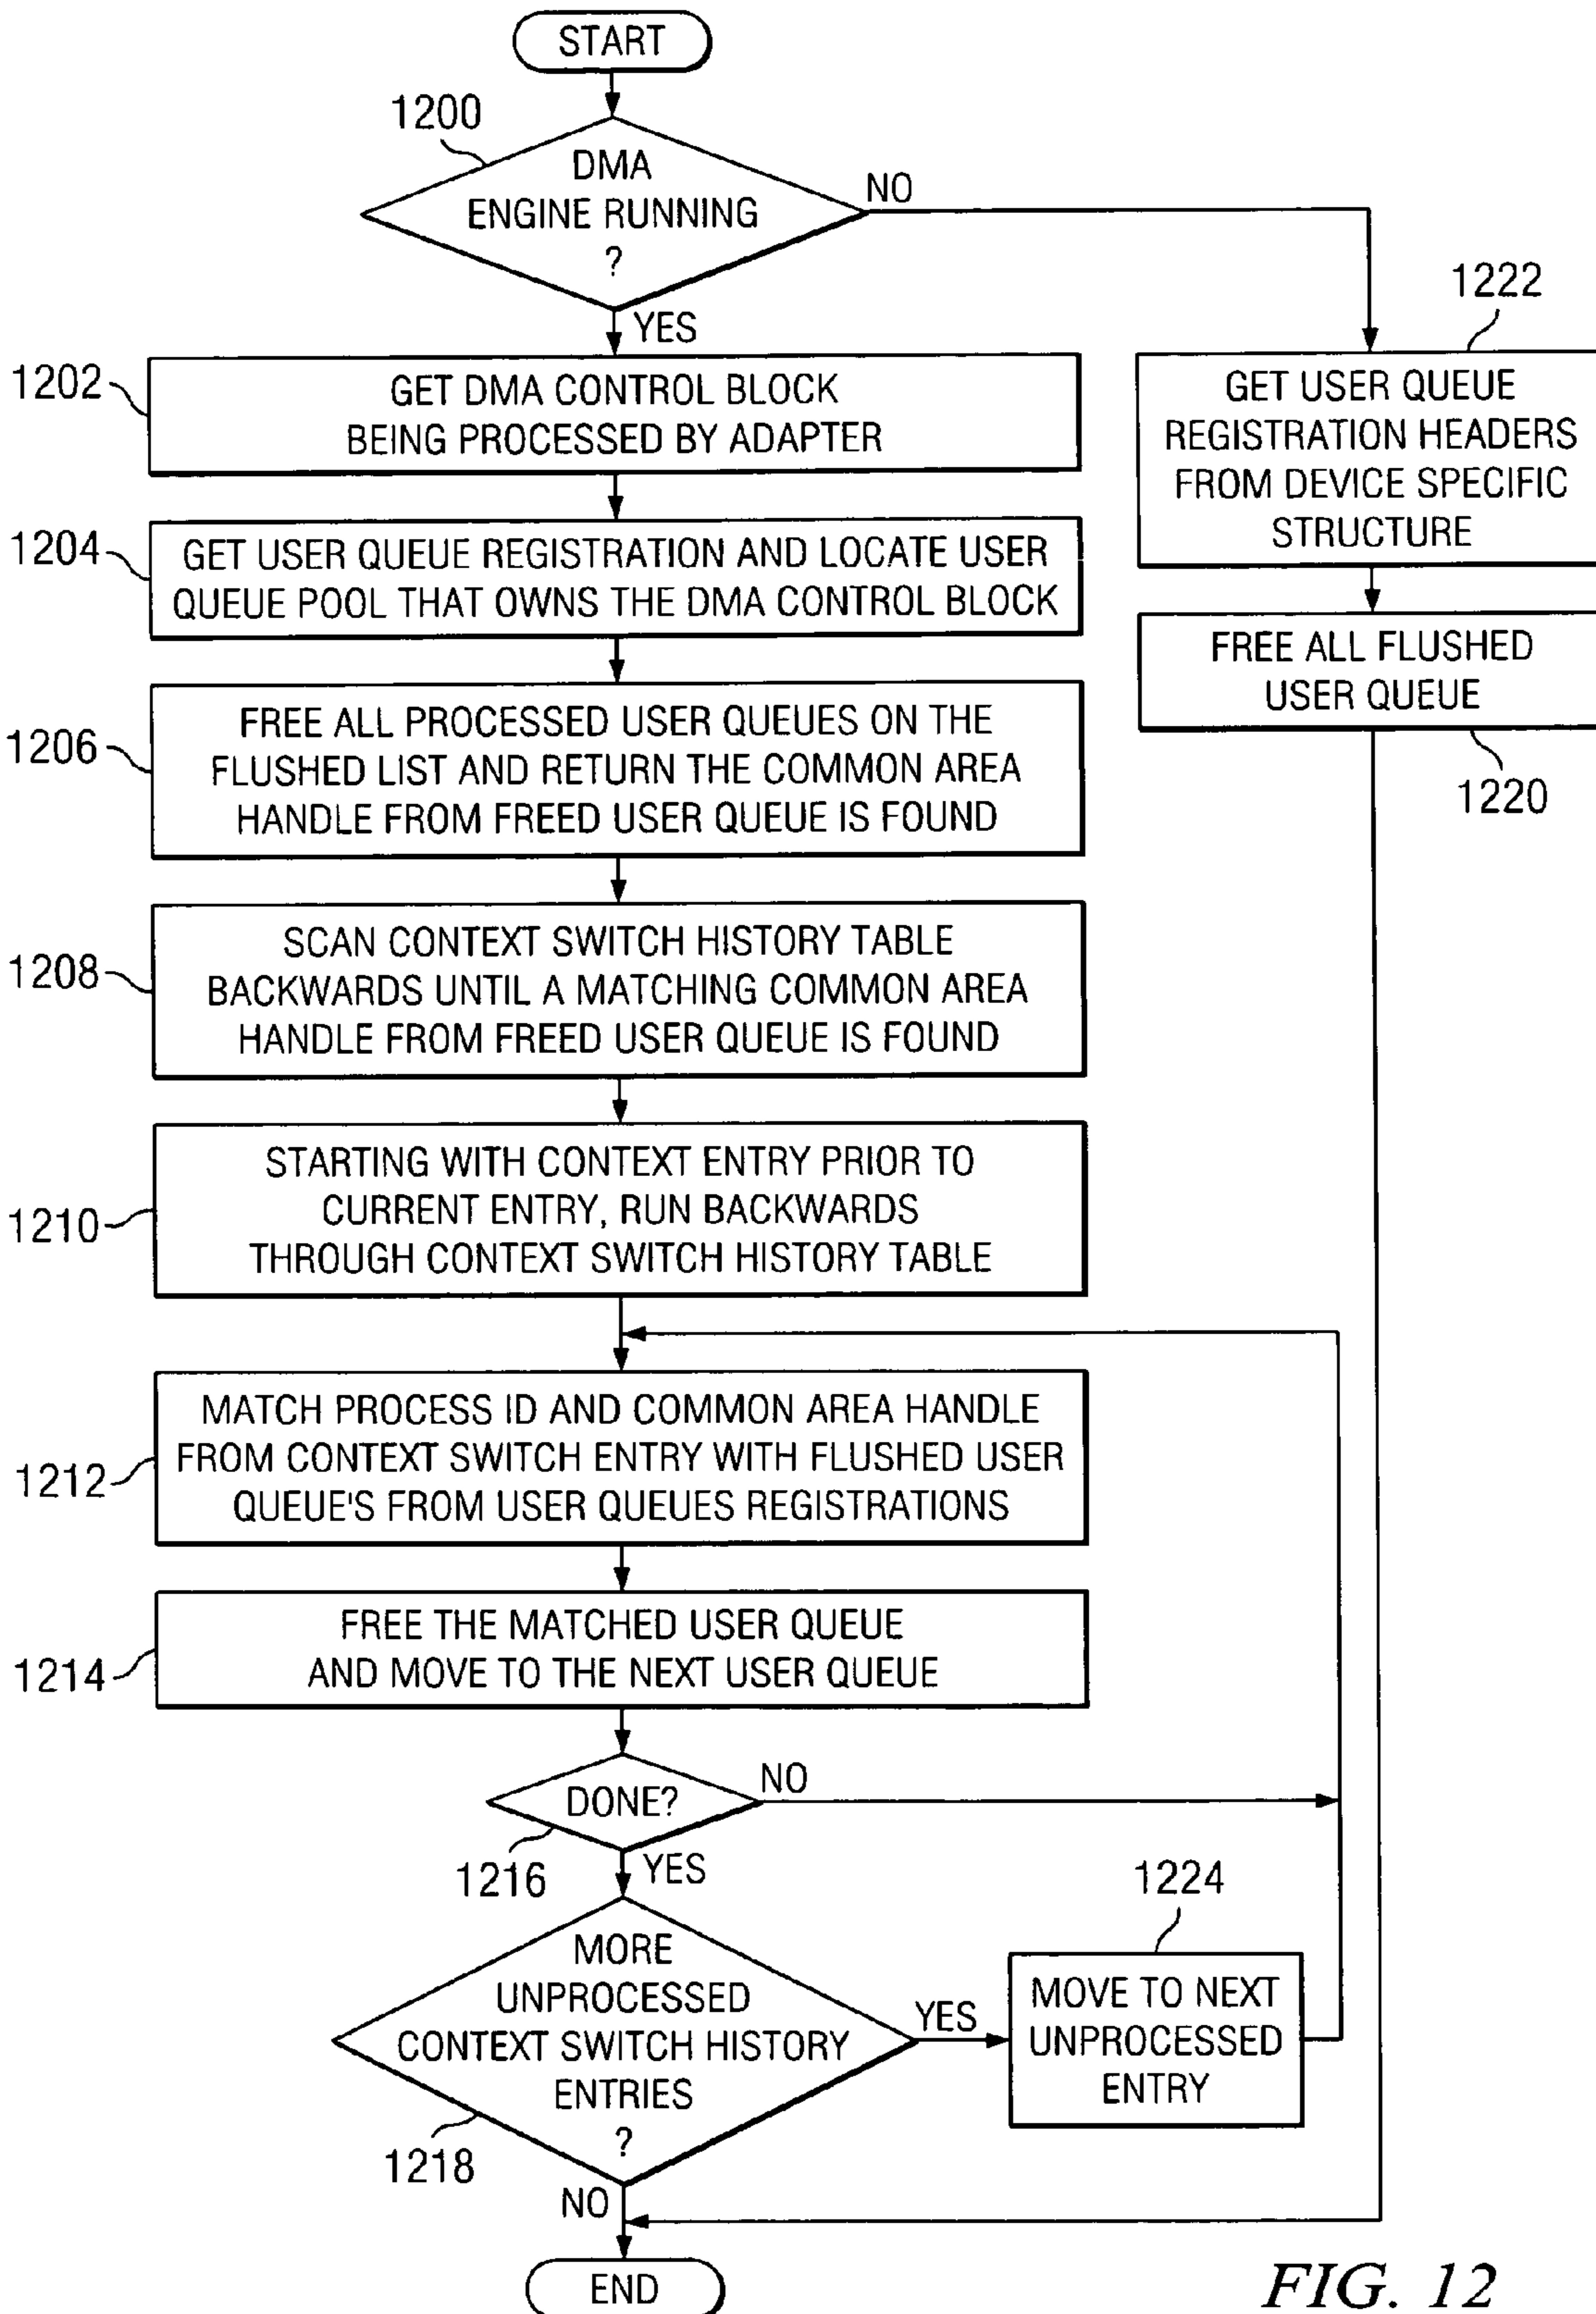 START
1200
DMA
ENGINE RUNNING
?
NO
YES
1222
1202
GET DMA CONTROL BLOCK
BEING PROCESSED BY ADAPTER
GET USER QUEUE
REGISTRATION HEADERS
FROM DEVICE SPECIFIC
STRUCTURE
1204
GET USER QUEUE REGISTRATION AND LOCATE USER
QUEUE POOL THAT OWNS THE DMA CONTROL BLOCK
FREE ALL FLUSHED
USER QUEUE
1220
1206
FREE ALL PROCESSED USER QUEUES ON THE
FLUSHED LIST AND RETURN THE COMMON AREA
HANDLE FROM FREED USER QUEUE IS FOUND
1208
SCAN CONTEXT SWITCH HISTORY TABLE
BACKWARDS UNTIL A MATCHING COMMON AREA
HANDLE FROM FREED USER QUEUE IS FOUND
1210
STARTING WITH CONTEXT ENTRY PRIOR TO
CURRENT ENTRY, RUN BACKWARDS
THROUGH CONTEXT SWITCH HISTORY TABLE
1212
MATCH PROCESS ID AND COMMON AREA HANDLE
FROM CONTEXT SWITCH ENTRY WITH FLUSHED USER
QUEUE'S FROM USER QUEUES REGISTRATIONS
1214
FREE THE MATCHED USER QUEUE
AND MOVE TO THE NEXT USER QUEUE
DONE?
NO
1216
YES
1224
MORE
UNPROCESSED
CONTEXT SWITCH HISTORY
ENTRIES
?
YES
MOVE TO NEXT
UNPROCESSED
ENTRY
1218
NO
END
FIG. 12